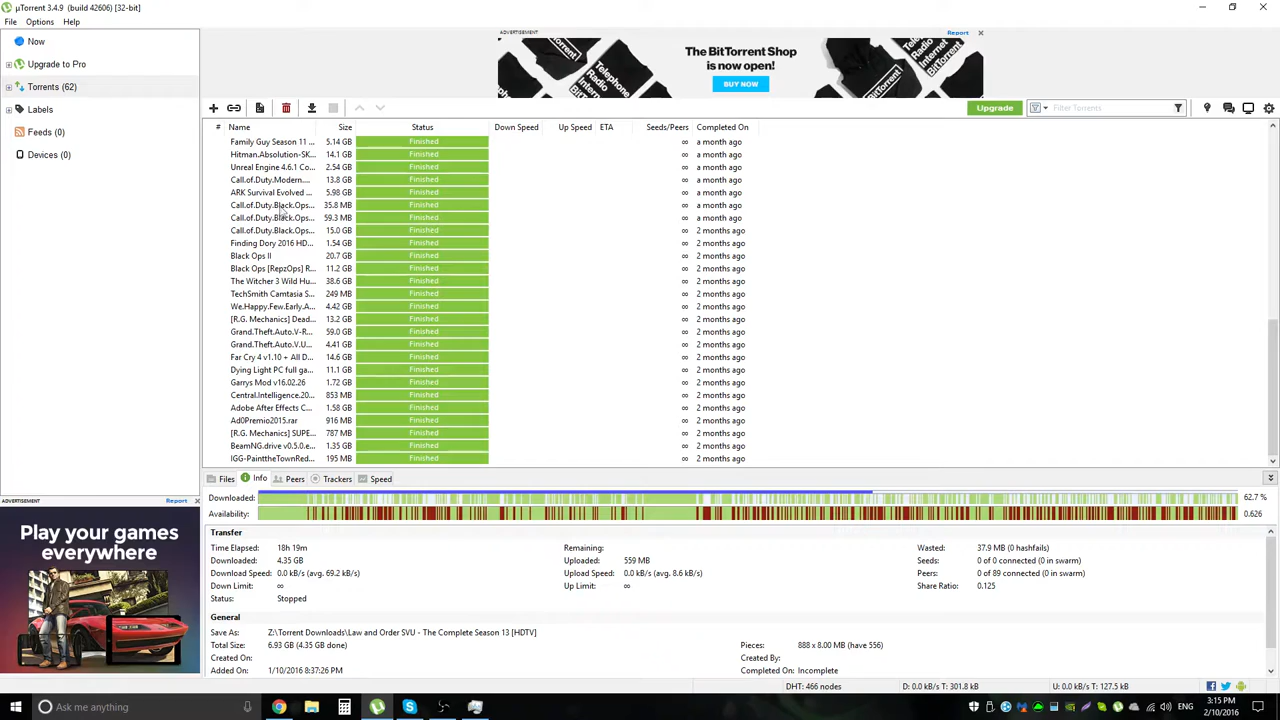 µTorrent 3.4.9 (build 42606) [32-bit]
File Options Help
Now
Upgrade to Pro
Torrents (62)
Labels
Feeds (0)
Devices (0)
ADVERTISEMENT Report
The BitTorrent Shop
is now open!
BUY NOW
Telephone
Radio
Internet
BitTorrent
Telephone
Radio
Internet
BitTorrent
Upgrade
Filter Torrents
# Name Size Status Down Speed Up Speed ETA Seeds/Peers Completed On
Family Guy Season 11 ... 5.14 GB Finished ∞ a month ago
Hitman.Absolution-SK... 14.1 GB Finished ∞ a month ago
Unreal Engine 4.6.1 Co... 2.54 GB Finished ∞ a month ago
Call.of.Duty.Modern.... 13.8 GB Finished ∞ a month ago
ARK Survival Evolved ... 5.98 GB Finished ∞ a month ago
Call.of.Duty.Black.Ops... 35.8 MB Finished ∞ a month ago
Call.of.Duty.Black.Ops... 59.3 MB Finished ∞ 2 months ago
Call.of.Duty.Black.Ops... 15.0 GB Finished ∞ 2 months ago
Finding Dory 2016 HD... 1.54 GB Finished ∞ 2 months ago
Black Ops II 20.7 GB Finished ∞ 2 months ago
Black Ops [RepzOps] R... 11.2 GB Finished ∞ 2 months ago
The Witcher 3 Wild Hu... 38.6 GB Finished ∞ 2 months ago
TechSmith Camtasia S... 249 MB Finished ∞ 2 months ago
We.Happy.Few.Early.A... 4.42 GB Finished ∞ 2 months ago
[R.G. Mechanics] Dead... 13.2 GB Finished ∞ 2 months ago
Grand.Theft.Auto.V-R... 59.0 GB Finished ∞ 2 months ago
Grand.Theft.Auto.V.U... 4.41 GB Finished ∞ 2 months ago
Far Cry 4 v1.10 + All D... 14.6 GB Finished ∞ 2 months ago
Dying Light PC full ga... 11.1 GB Finished ∞ 2 months ago
Garrys Mod v16.02.26 1.72 GB Finished ∞ 2 months ago
Central.Intelligence.20... 853 MB Finished ∞ 2 months ago
Adobe After Effects C... 1.58 GB Finished ∞ 2 months ago
Ad0Premio2015.rar 916 MB Finished ∞ 2 months ago
[R.G. Mechanics] SUPE... 787 MB Finished ∞ 2 months ago
BeamNG.drive v0.5.0.e... 1.35 GB Finished ∞ 2 months ago
IGG-PainttheTownRed... 195 MB Finished ∞ 2 months ago
Files Info Peers Trackers Speed
Downloaded: 62.7 %
Availability: 0.626
Transfer
Time Elapsed: 18h 19m Remaining: Wasted: 37.9 MB (0 hashfails)
Downloaded: 4.35 GB Uploaded: 559 MB Seeds: 0 of 0 connected (0 in swarm)
Download Speed: 0.0 kB/s (avg. 69.2 kB/s) Upload Speed: 0.0 kB/s (avg. 8.6 kB/s) Peers: 0 of 89 connected (0 in swarm)
Down Limit: ∞ Up Limit: ∞ Share Ratio: 0.125
Status: Stopped
General
Save As: Z:\Torrent Downloads\Law and Order SVU - The Complete Season 13 [HDTV]
Total Size: 6.93 GB (4.35 GB done) Pieces: 888 x 8.00 MB (have 556)
Created On: Created By:
Added On: 1/10/2016 8:37:26 PM Completed On: Incomplete
ADVERTISEMENT Report
Play your games
everywhere
DHT: 466 nodes D: 0.0 kB/s T: 301.8 kB U: 0.0 kB/s T: 127.5 kB
Ask me anything
ENG 3:15 PM
2/10/2016